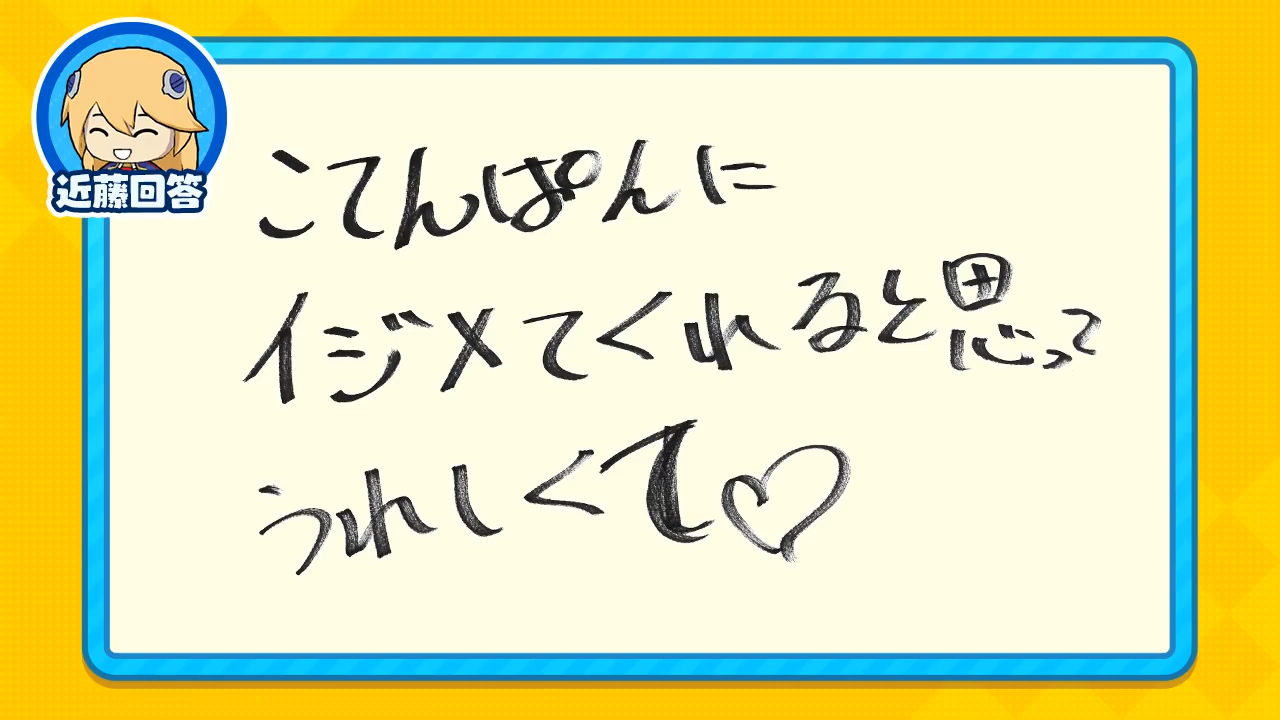 近藤回答
こてんぱんに
イジメてくれると思って
うれしくて♡